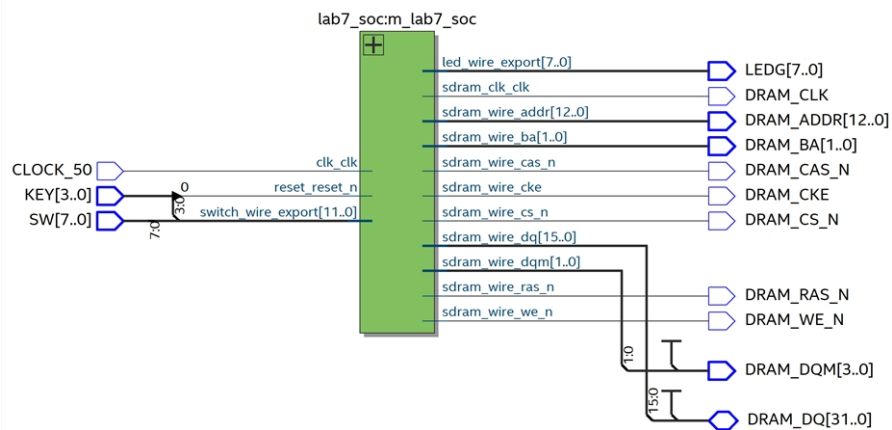 lab7_soc:m_lab7_soc
+
led_wire_export[7..0]
LEDG[7..0]
sdram_clk_clk
DRAM_CLK
sdram_wire_addr[12..0]
DRAM_ADDR[12..0]
sdram_wire_ba[1..0]
DRAM_BA[1..0]
CLOCK_50
clk_clk
sdram_wire_cas_n
DRAM_CAS_N
KEY[3..0]
0
reset_reset_n
sdram_wire_cke
DRAM_CKE
3:0
SW[7..0]
7:0
switch_wire_export[11..0]
sdram_wire_cs_n
DRAM_CS_N
sdram_wire_dq[15..0]
sdram_wire_dqm[1..0]
sdram_wire_ras_n
DRAM_RAS_N
sdram_wire_we_n
DRAM_WE_N
1:0
DRAM_DQM[3..0]
15:0
DRAM_DQ[31..0]